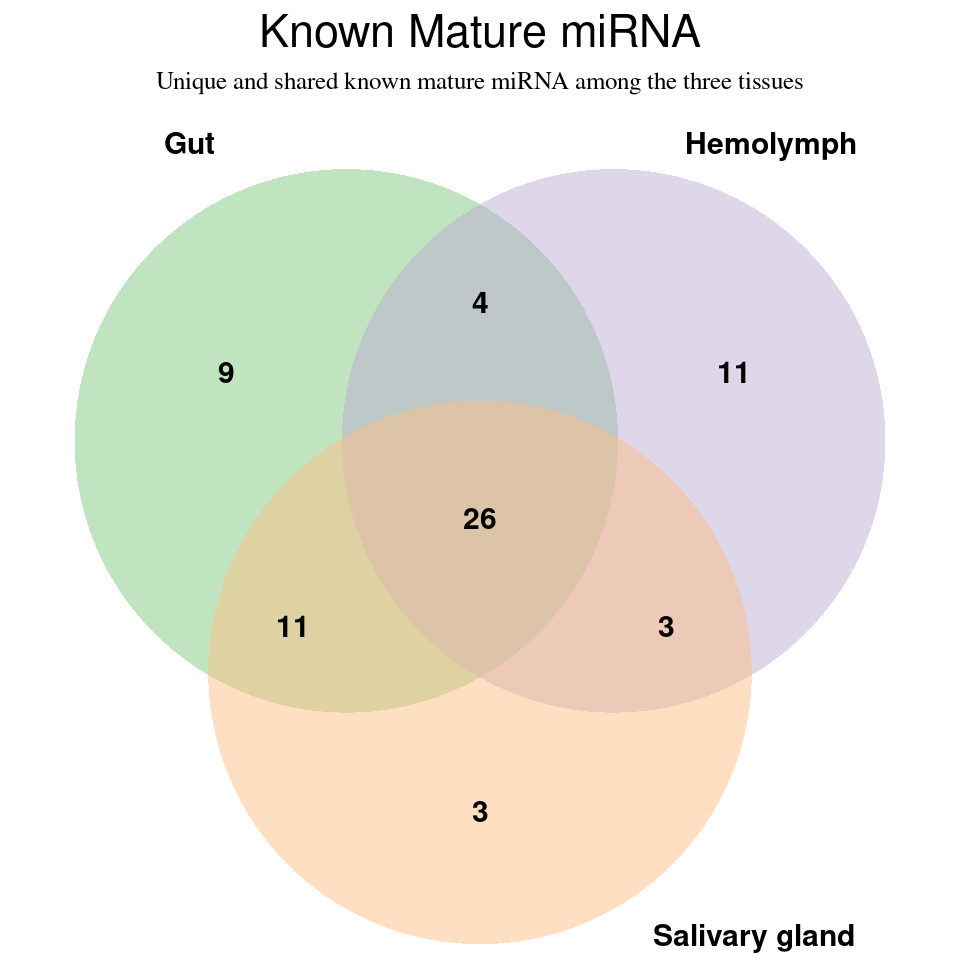 Known Mature miRNA
Unique and shared known mature miRNA among the three tissues
Gut
Hemolymph
4
9
11
26
11
3
3
Salivary gland